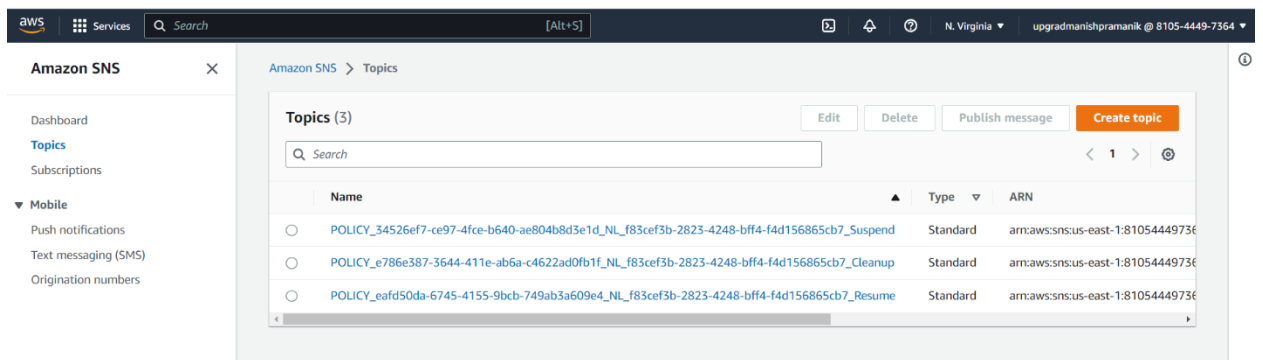 aws Services Search [Alt+S] N. Virginia ▼ upgradmanishpramanik @ 8105-4449-7364 ▼
Amazon SNS
Dashboard
Topics
Subscriptions
▼ Mobile
Push notifications
Text messaging (SMS)
Origination numbers
Amazon SNS > Topics
Topics (3) Edit Delete Publish message Create topic
Search < 1 >
Name ▲ Type ▽ ARN
POLICY_34526ef7-ce97-4fce-b640-ae804b8d3e1d_NL_f83cef3b-2823-4248-bff4-f4d156865cb7_Suspend Standard arn:aws:sns:us-east-1:81054449736
POLICY_e786e387-3644-411e-ab6a-c4622ad0fb1f_NL_f83cef3b-2823-4248-bff4-f4d156865cb7_Cleanup Standard arn:aws:sns:us-east-1:81054449736
POLICY_eafd50da-6745-4155-9bcb-749ab3a609e4_NL_f83cef3b-2823-4248-bff4-f4d156865cb7_Resume Standard arn:aws:sns:us-east-1:81054449736